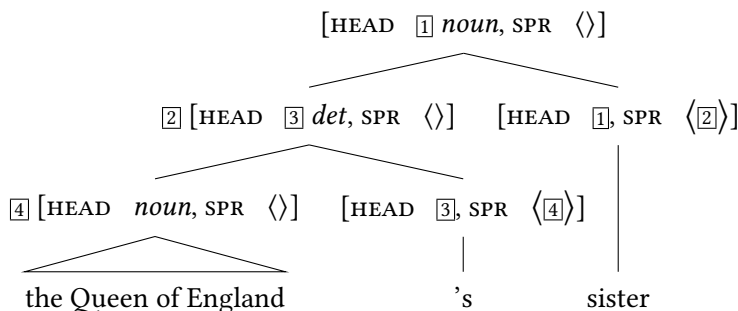 [HEAD 1 noun, SPR ⟨⟩]
2 [HEAD 3 det, SPR ⟨⟩] [HEAD 1, SPR ⟨2⟩]
4 [HEAD noun, SPR ⟨⟩] [HEAD 3, SPR ⟨4⟩]
the Queen of England ’s sister